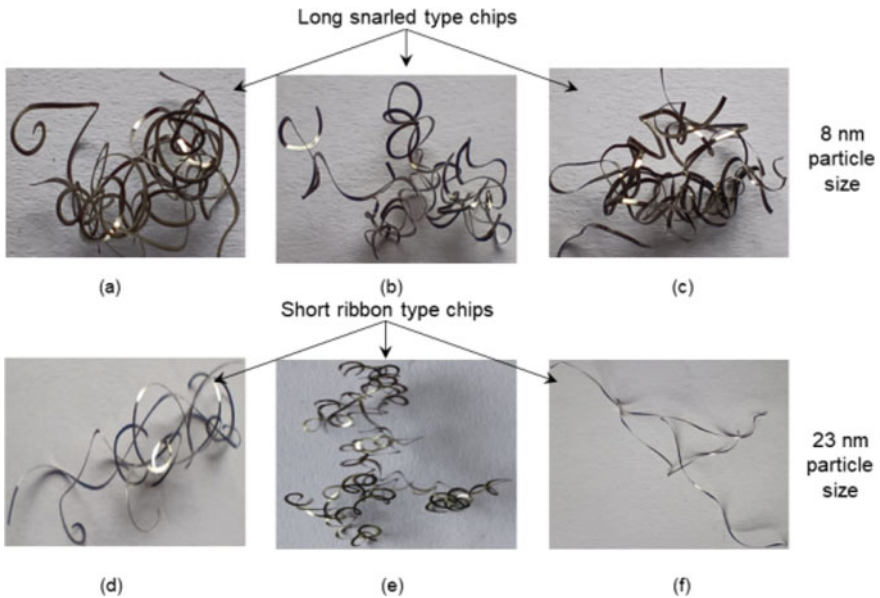 Long snarled type chips
8 nm
particle
size
(a)
(b)
(c)
Short ribbon type chips
23 nm
particle
size
(d)
(e)
(f)